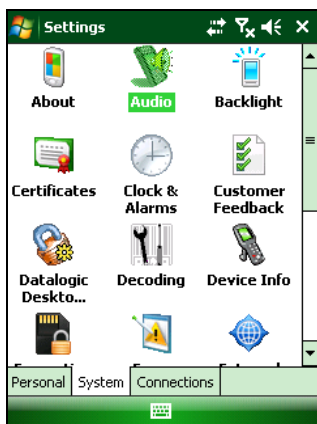 Settings
About
Audio
Backlight
Certificates
Clock &
Alarms
Customer
Feedback
Datalogic
Deskto...
Decoding
Device Info
Personal
System
Connections